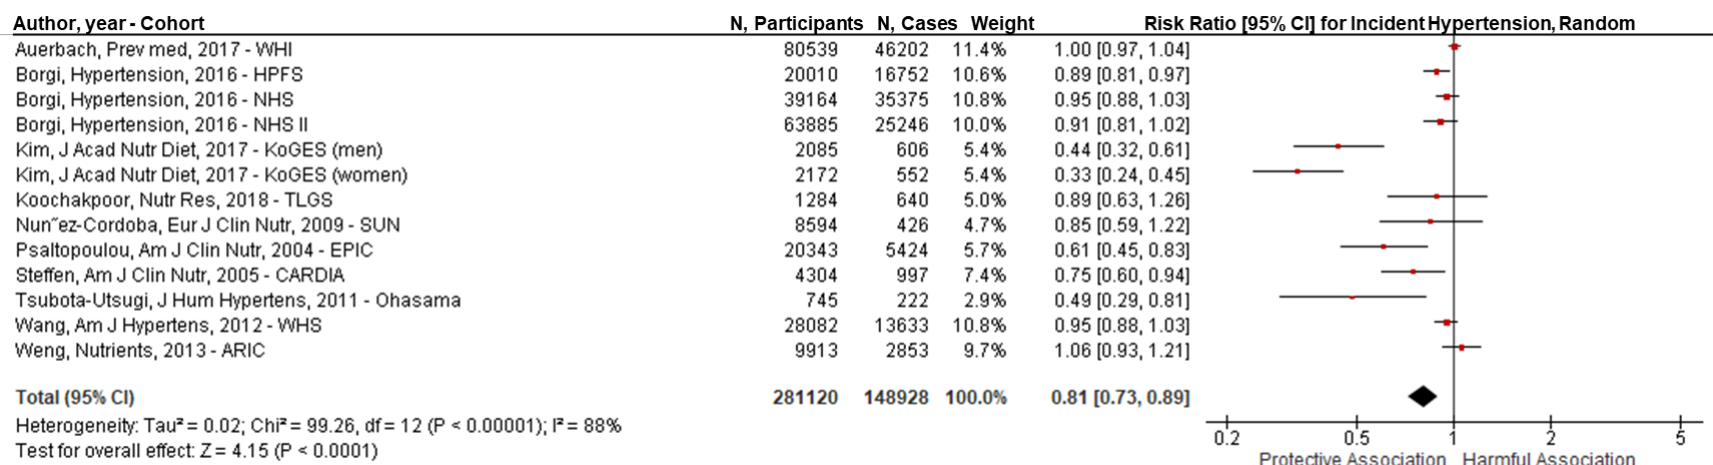 Author, year - Cohort N, Participants N, Cases Weight Risk Ratio [95% CI] for Incident Hypertension, Random
Auerbach, Prev med, 2017 - WHI 80539 46202 11.4% 1.00 [0.97, 1.04]
Borgi, Hypertension, 2016 - HPFS 20010 16752 10.6% 0.89 [0.81, 0.97]
Borgi, Hypertension, 2016 - NHS 39164 35375 10.8% 0.95 [0.88, 1.03]
Borgi, Hypertension, 2016 - NHS II 63885 25246 10.0% 0.91 [0.81, 1.02]
Kim, J Acad Nutr Diet, 2017 - KoGES (men) 2085 606 5.4% 0.44 [0.32, 0.61]
Kim, J Acad Nutr Diet, 2017 - KoGES (women) 2172 552 5.4% 0.33 [0.24, 0.45]
Koochakpoor, Nutr Res, 2018 - TLGS 1284 640 5.0% 0.89 [0.63, 1.26]
Nun˜ez-Cordoba, Eur J Clin Nutr, 2009 - SUN 8594 426 4.7% 0.85 [0.59, 1.22]
Psaltopoulou, Am J Clin Nutr, 2004 - EPIC 20343 5424 5.7% 0.61 [0.45, 0.83]
Steffen, Am J Clin Nutr, 2005 - CARDIA 4304 997 7.4% 0.75 [0.60, 0.94]
Tsubota-Utsugi, J Hum Hypertens, 2011 - Ohasama 745 222 2.9% 0.49 [0.29, 0.81]
Wang, Am J Hypertens, 2012 - WHS 28082 13633 10.8% 0.95 [0.88, 1.03]
Weng, Nutrients, 2013 - ARIC 9913 2853 9.7% 1.06 [0.93, 1.21]
Total (95% CI) 281120 148928 100.0% 0.81 [0.73, 0.89]
Heterogeneity: Tau² = 0.02; Chi² = 99.26, df = 12 (P < 0.00001); I² = 88%
Test for overall effect: Z = 4.15 (P < 0.0001)
0.2 0.5 1 2 5
Protective Association Harmful Association